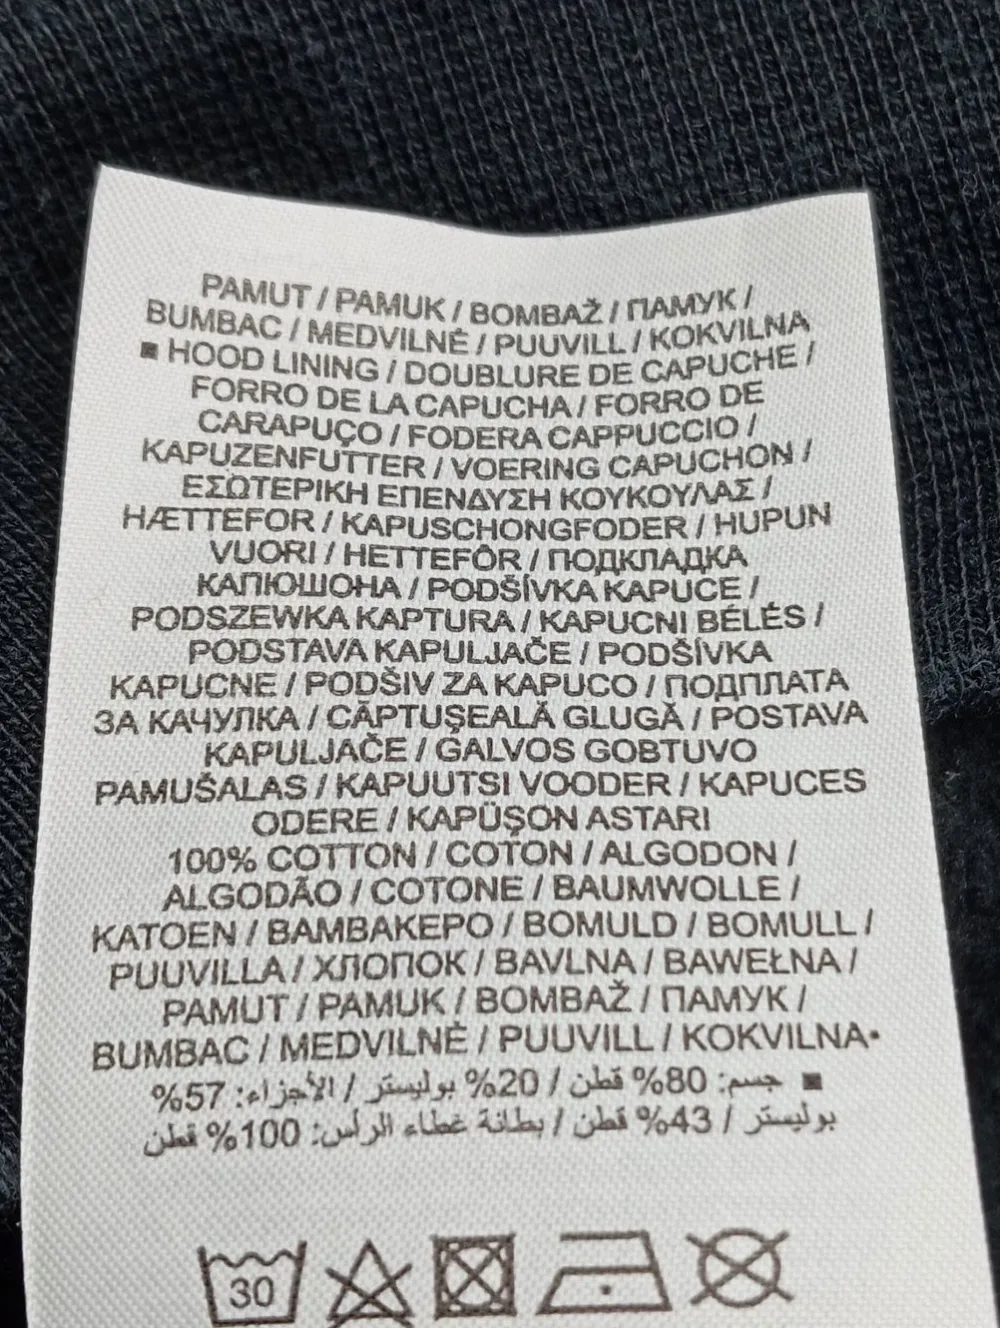 PAMUT / PAMUK / BOMBAŽ / ПАМУК /
BUMBAC / MEDVILNĖ / PUUVILL / KOKVILNA
■ HOOD LINING / DOUBLURE DE CAPUCHE /
FORRO DE LA CAPUCHA / FORRO DE
CARAPUÇO / FODERA CAPPUCCIO /
KAPUZENFUTTER / VOERING CAPUCHON /
ΕΣΩΤΕΡΙΚΗ ΕΠΕΝΔΥΣΗ ΚΟΥΚΟΥΛΑΣ /
HÆTTEFOR / KAPUSCHONGFODER / HUPUN
VUORI / HETTEFÔR / ПОДКЛАДКА
КАПЮШОНА / PODŠÍVKA KAPUCE /
PODSZEWKA KAPTURA / KAPUCNI BÉLÉS /
PODSTAVA KAPULJAČE / PODŠÍVKA
KAPUCNE / PODŠIV ZA KAPUCO / ПОДПЛАТА
ЗА КАЧУЛКА / CĂPTUȘEALĂ GLUGĂ / POSTAVA
KAPULJAČE / GALVOS GOBTUVO
PAMUŠALAS / KAPUUTSI VOODER / KAPUCES
ODERE / KAPÜŞON ASTARI
100% COTTON / COTON / ALGODON /
ALGODÃO / COTONE / BAUMWOLLE /
KATOEN / ΒΑΜΒΑΚΕΡΟ / BOMULD / BOMULL /
PUUVILLA / ХЛОПОК / BAVLNA / BAWEŁNA /
PAMUT / PAMUK / BOMBAŽ / ПАМУК /
BUMBAC / MEDVILNĖ / PUUVILL / KOKVILNA•
■ جسم: 80% قطن / 20% بوليستر / الأجزاء: 57%
بوليستر / 43% قطن / بطانة غطاء الرأس: 100% قطن
30